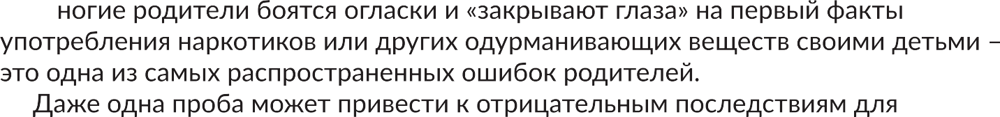 ногие родители боятся огласки и «закрывают глаза» на первый факты
употребления наркотиков или других одурманивающих веществ своими детьми –
это одна из самых распространенных ошибок родителей.
Даже одна проба может привести к отрицательным последствиям для